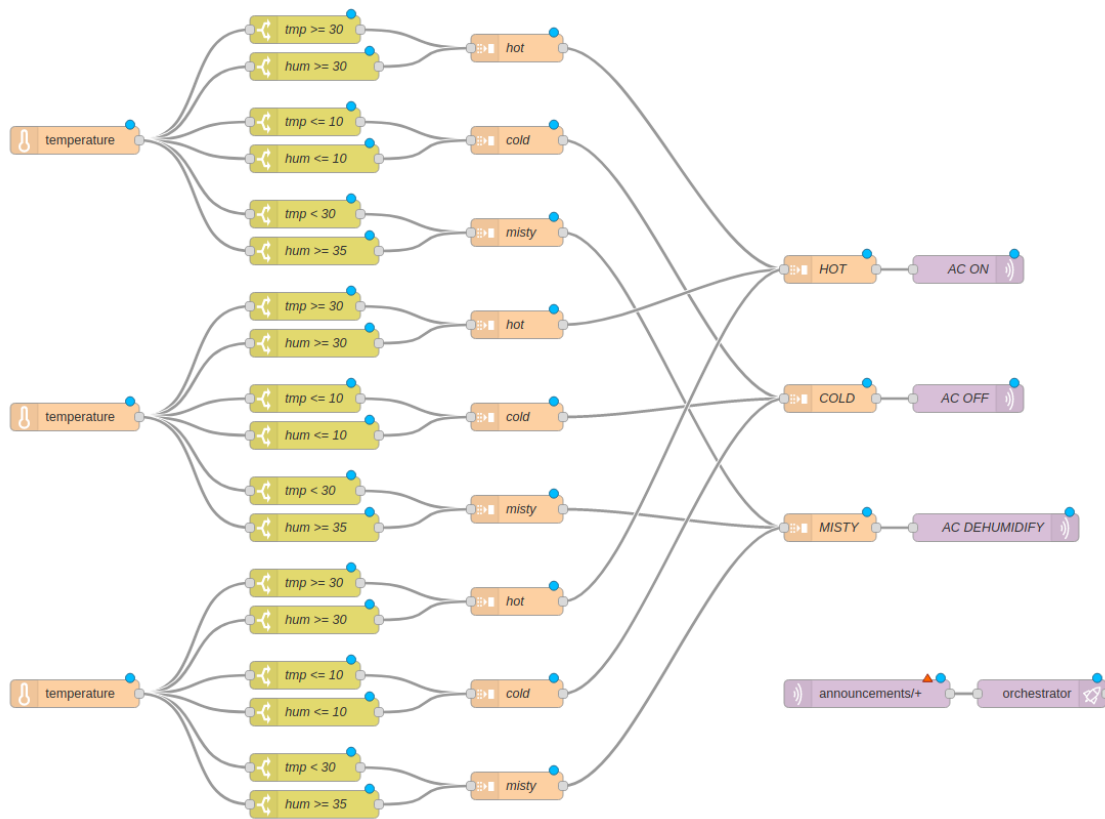 tmp >= 30
hot
hum >= 30
tmp <= 10
temperature
cold
hum <= 10
tmp < 30
misty
hum >= 35
HOT
AC ON
tmp >= 30
hot
hum >= 30
tmp <= 10
COLD
AC OFF
temperature
cold
hum <= 10
tmp < 30
misty
hum >= 35
MISTY
AC DEHUMIDIFY
tmp >= 30
hot
hum >= 30
tmp <= 10
temperature
cold
announcements/+
orchestrator
hum <= 10
tmp < 30
misty
hum >= 35